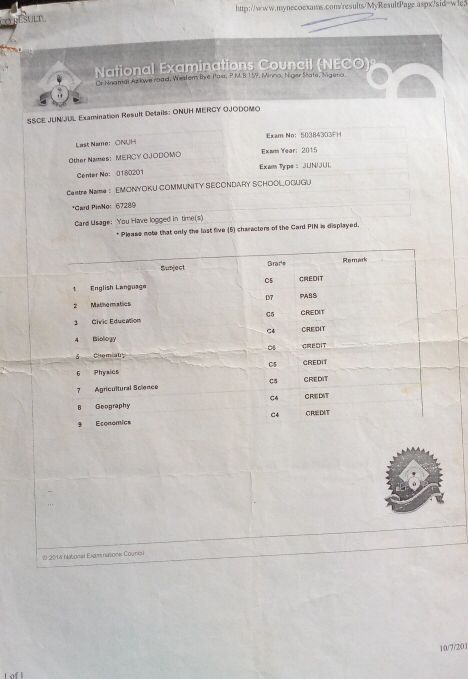 http://www.mynecoexams.com/results/MyResultPage.aspx?sid=w1e5
CO RESULT:.
National Examinations Council (NECO)
Dr Nnamdi Azikwe road, Western Bye Pass, P.M.B 159, Minna, Niger State, Nigeria.
SSCE JUN/JUL Examination Result Details: ONUH MERCY OJODOMO
Last Name: ONUH Exam No: 50384303FH
Other Names: MERCY OJODOMO Exam Year: 2015
Center No: 0180201 Exam Type : JUN/JUL
Centre Name : EMONYOKU COMMUNITY SECONDARY SCHOOL,OGUGU
*Card PinNo: 67289
Card Usage: You Have logged in time(s)
* Please note that only the last five (5) characters of the Card PIN is displayed.
Subject Grade Remark
1 English Language C5 CREDIT
2 Mathematics D7 PASS
3 Civic Education C5 CREDIT
4 Biology C4 CREDIT
5 Chemistry C6 CREDIT
6 Physics C5 CREDIT
7 Agricultural Science C5 CREDIT
8 Geography C4 CREDIT
9 Economics C4 CREDIT
© 2014 National Examinations Council
10/7/201
1 of 1